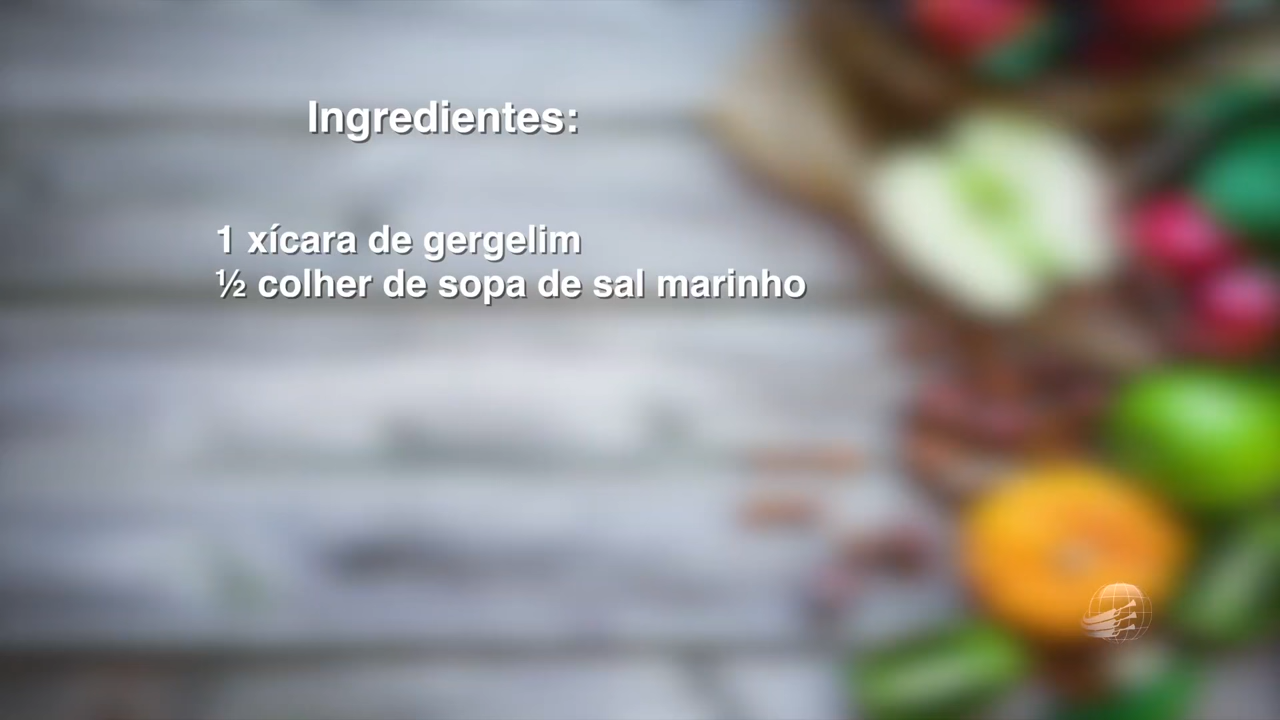 Ingredientes:
1 xícara de gergelim
½ colher de sopa de sal marinho